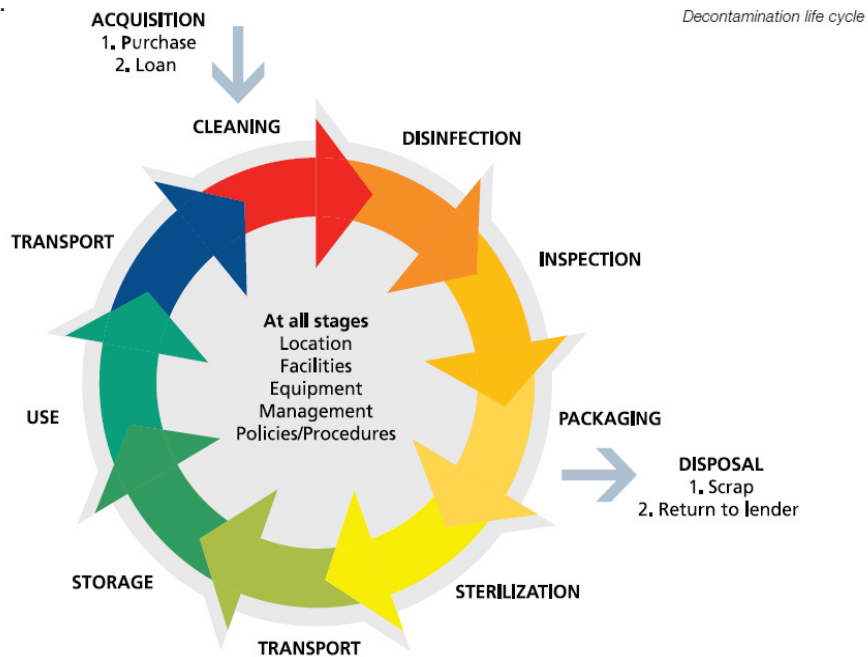 Decontamination life cycle
ACQUISITION
1. Purchase
2. Loan
CLEANING
DISINFECTION
INSPECTION
PACKAGING
DISPOSAL
1. Scrap
2. Return to lender
STERILIZATION
TRANSPORT
STORAGE
USE
TRANSPORT
At all stages
Location
Facilities
Equipment
Management
Policies/Procedures